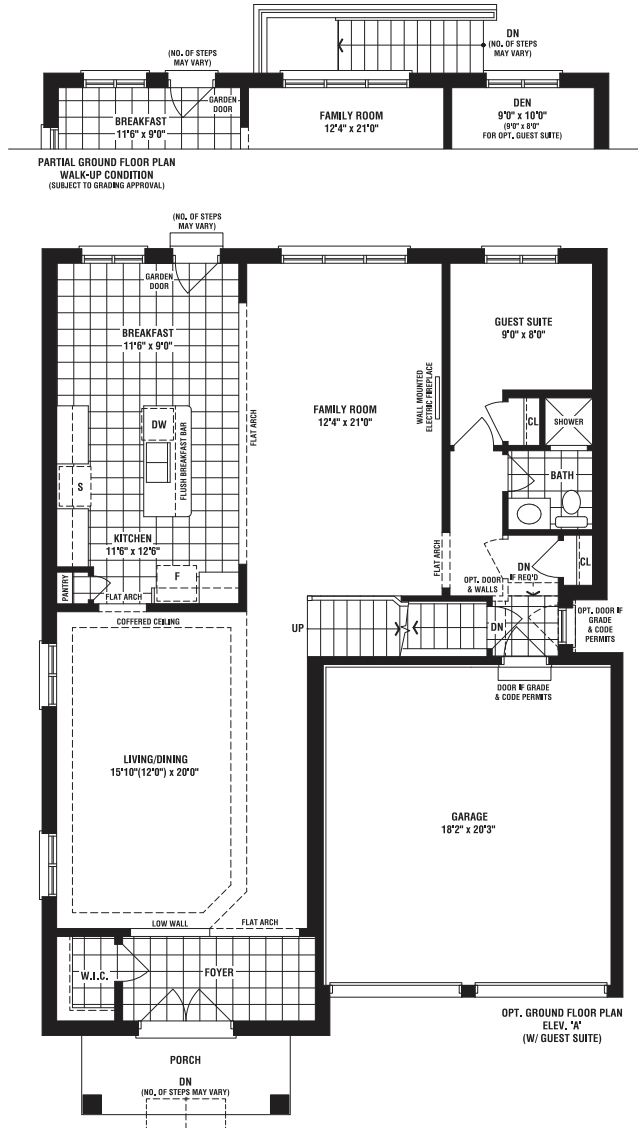 DN
(NO. OF STEPS
MAY VARY)
(NO. OF STEPS
MAY VARY)
GARDEN
DOOR
BREAKFAST
11'6" x 9'0"
FAMILY ROOM
12'4" x 21'0"
DEN
9'0" x 10'0"
(9'0" x 8'0"
FOR OPT. GUEST SUITE)
PARTIAL GROUND FLOOR PLAN
WALK-UP CONDITION
(SUBJECT TO GRADING APPROVAL)
(NO. OF STEPS
MAY VARY)
GARDEN
DOOR
BREAKFAST
11'6" x 9'0"
GUEST SUITE
9'0" x 8'0"
FAMILY ROOM
12'4" x 21'0"
WALL MOUNTED
ELECTRIC FIREPLACE
FLAT ARCH
DW
FLUSH BREAKFAST BAR
S
CL
SHOWER
BATH
KITCHEN
11'6" x 12'6"
F
PANTRY
FLAT ARCH
FLAT ARCH
DN
IF REQ'D
OPT. DOOR
& WALLS
CL
COFFERED CEILING
UP
DN
OPT. DOOR IF
GRADE
& CODE
PERMITS
DOOR IF GRADE
& CODE PERMITS
LIVING/DINING
15'10"(12'0") x 20'0"
GARAGE
18'2" x 20'3"
LOW WALL
FLAT ARCH
W.I.C.
FOYER
OPT. GROUND FLOOR PLAN
ELEV. 'A'
(W/ GUEST SUITE)
PORCH
DN
(NO. OF STEPS MAY VARY)